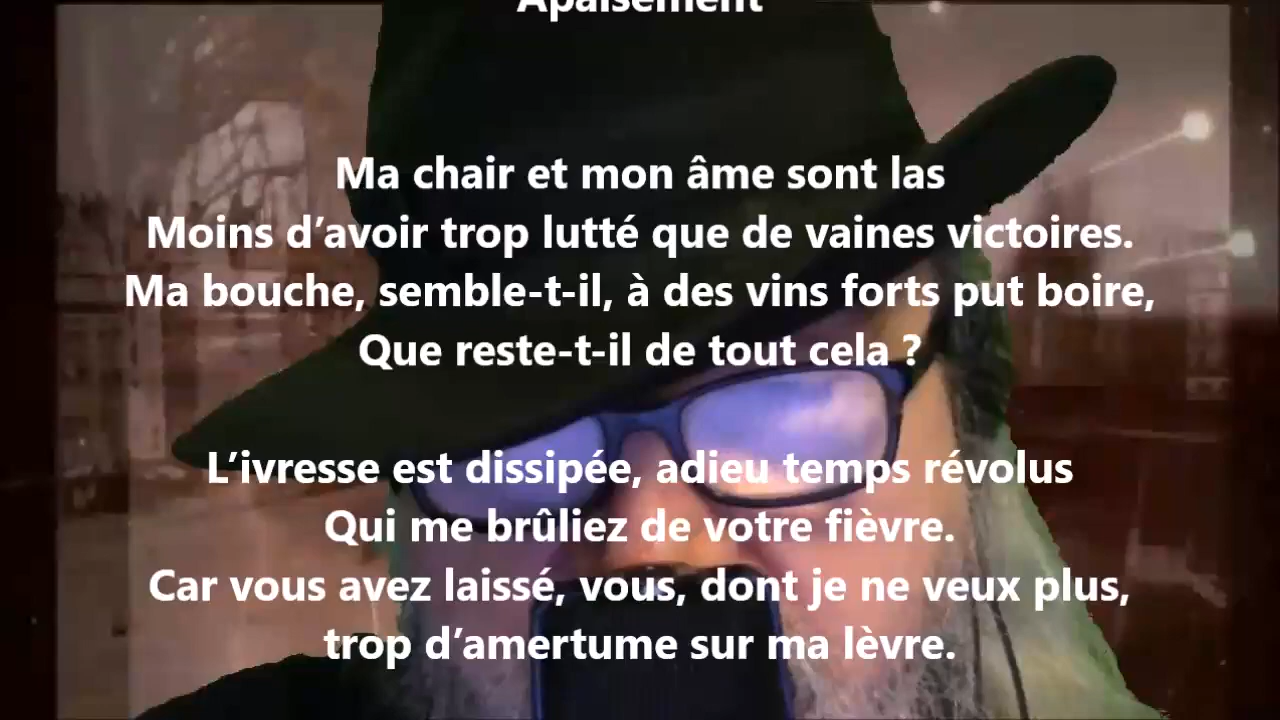 Apaisement
Ma chair et mon âme sont las
Moins d’avoir trop lutté que de vaines victoires.
Ma bouche, semble-t-il, à des vins forts put boire,
Que reste-t-il de tout cela ?
L’ivresse est dissipée, adieu temps révolus
Qui me brûliez de votre fièvre.
Car vous avez laissé, vous, dont je ne veux plus,
trop d’amertume sur ma lèvre.